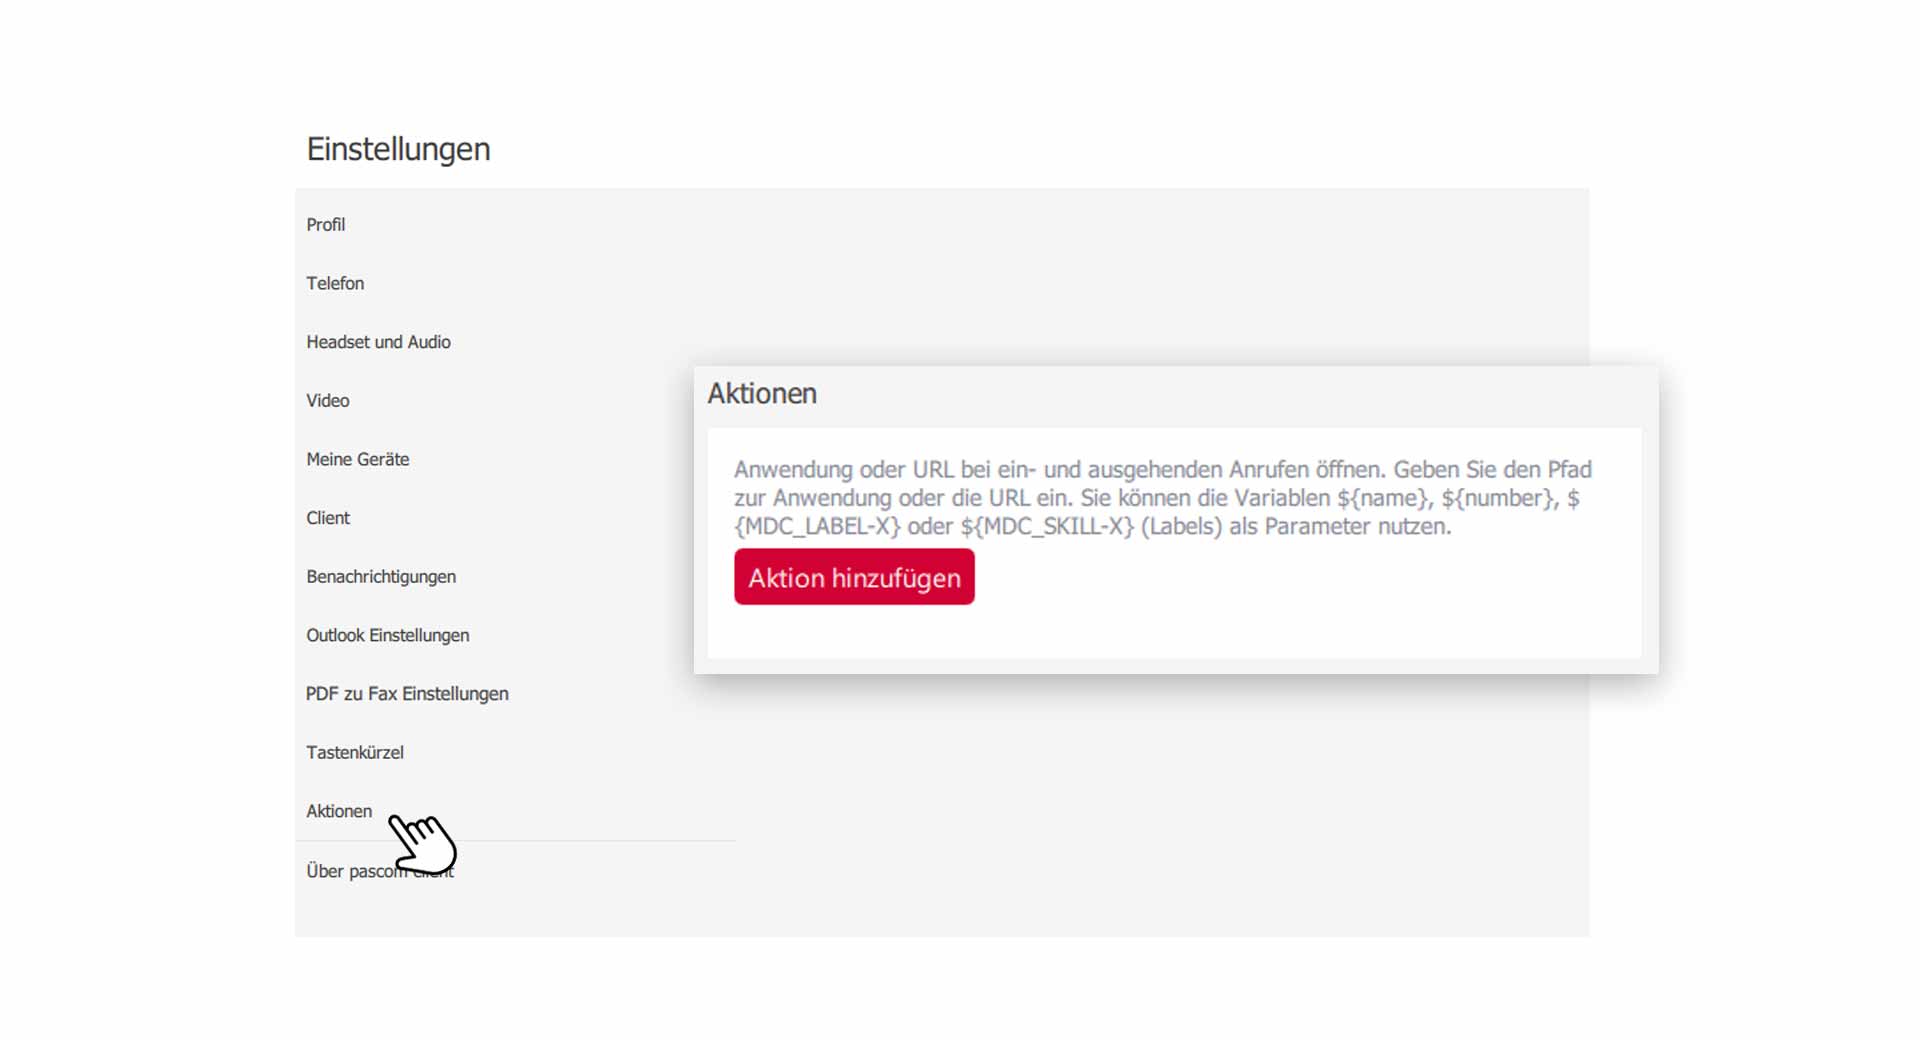 Einstellungen
Profil
Telefon
Headset und Audio
Video
Meine Geräte
Client
Benachrichtigungen
Outlook Einstellungen
PDF zu Fax Einstellungen
Tastenkürzel
Aktionen
Über pascom client
Aktionen
Anwendung oder URL bei ein- und ausgehenden Anrufen öffnen. Geben Sie den Pfad
zur Anwendung oder die URL ein. Sie können die Variablen ${name}, ${number}, $
{MDC_LABEL-X} oder ${MDC_SKILL-X} (Labels) als Parameter nutzen.
Aktion hinzufügen